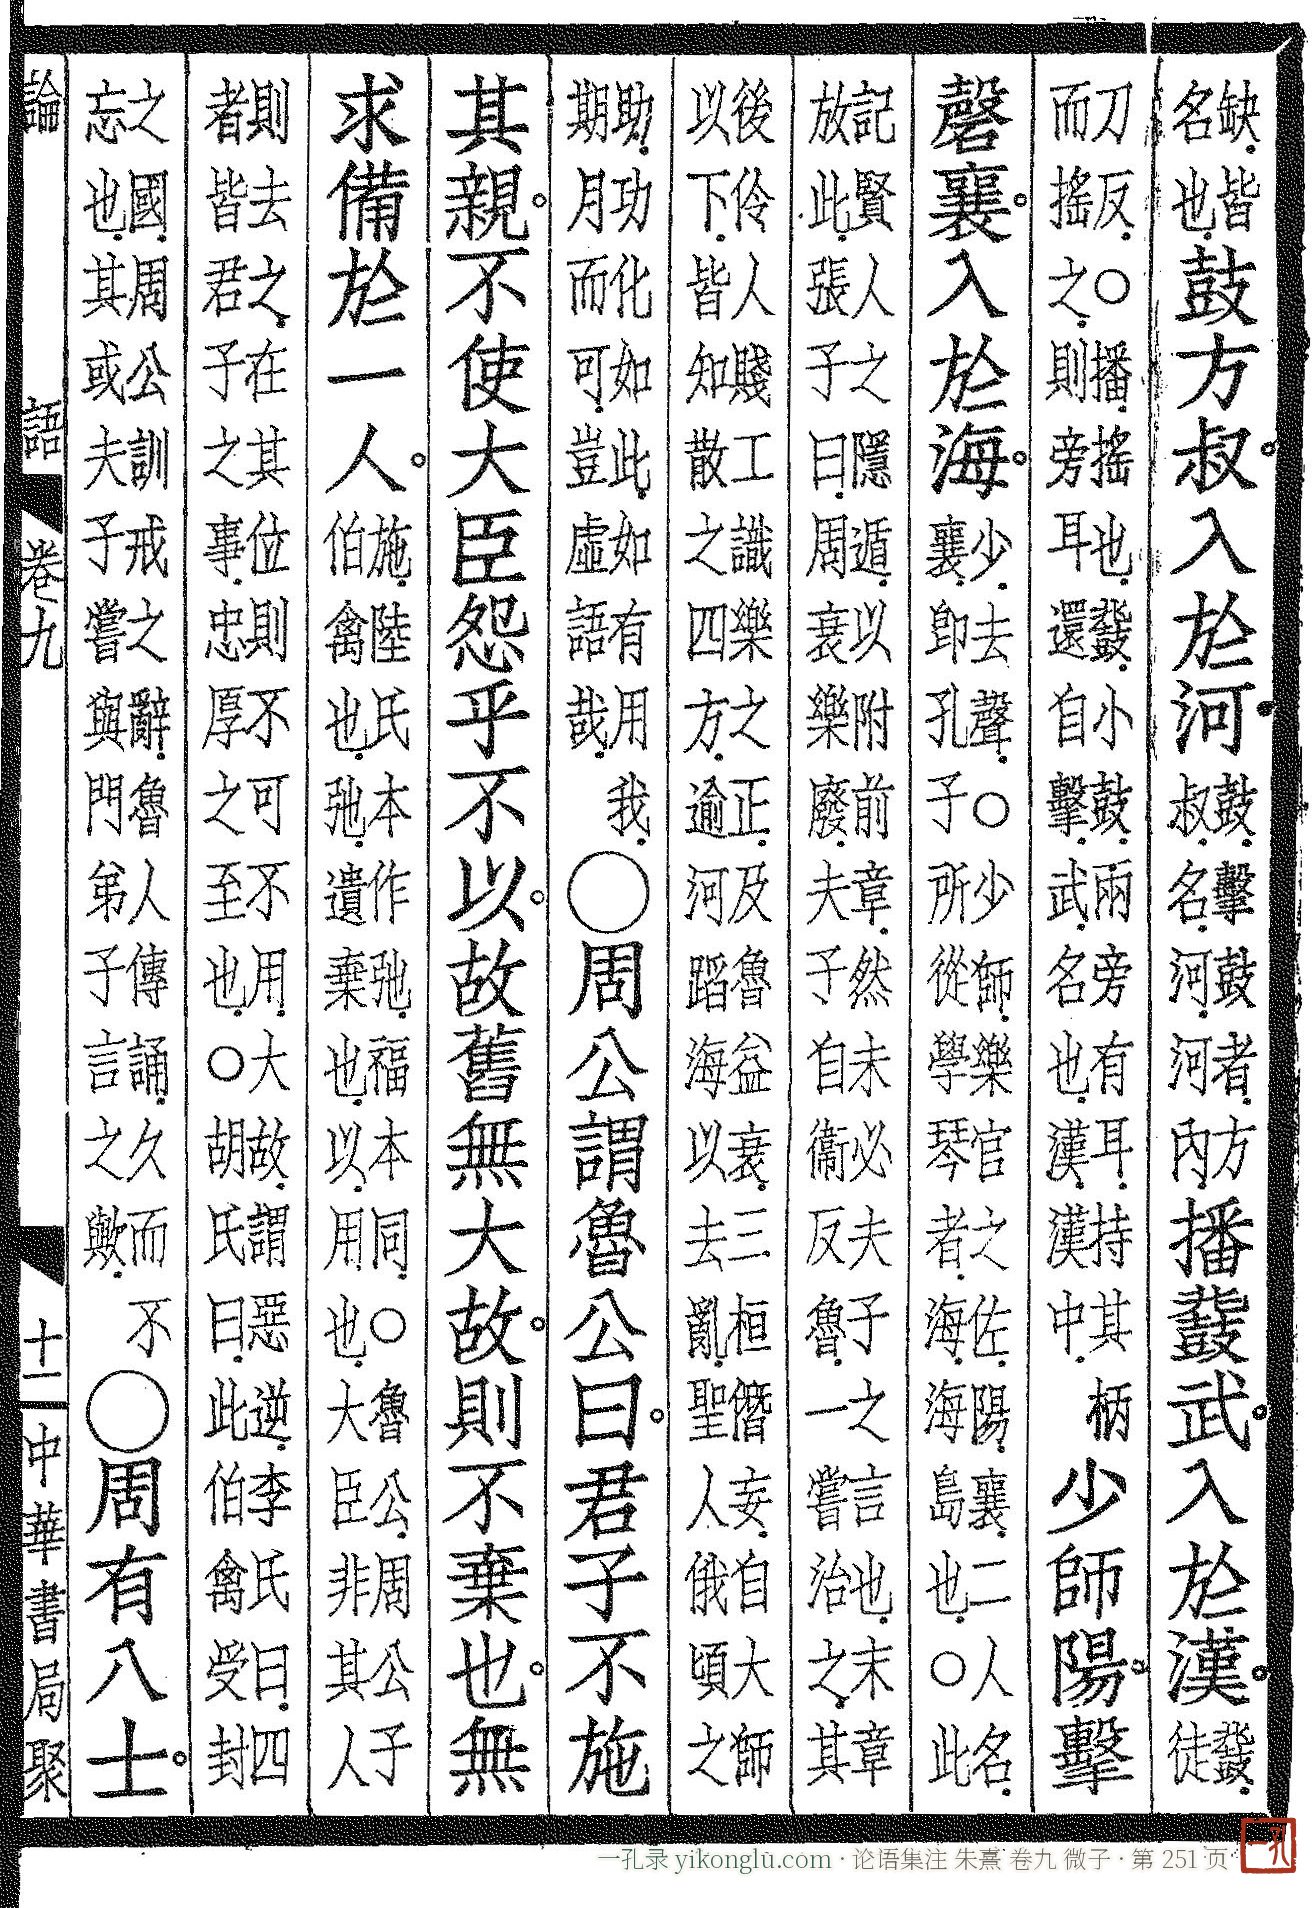 缺、皆名也。鼓方叔入於河。鼓、擊鼓者、方叔、名。河、河內播鼗武。入於漢。鼗、徒
刀反。○播、搖也、鼗、小鼓、兩旁有耳、持其柄而搖之、則旁耳還自擊、武、名也、漢、漢中、少師陽。擊
磬襄。入於海。少、去聲、○少師、樂官之佐、陽、襄、二人名、襄、即孔子所從學琴者、海、海島也、○此
記賢人之隱遁、以附前章、然未必夫子之言也、末章放此、張子曰、周衰樂廢、夫子自衛反魯、一嘗治之、其
後伶人賤工識樂之正、及魯益衰、三桓僭妄、自大師以下、皆知散之四方、逾河蹈海以去亂、聖人俄頃之
助、功化如此、如有用我、期月而可、豈虛語哉、○周公謂魯公曰。君子不施
其親。不使大臣怨乎不以。故舊無大故。則不棄也。無
求備於一人。施、陸氏本作弛、福本同、○魯公、周公子伯禽也、弛、遺棄也、以、用也、大臣非其人
則去之、在其位則不可不用、大故、謂惡逆、李氏曰、四者皆君子之事、忠厚之至也、○胡氏曰、此伯禽受封
之國、周公訓戒之辭、魯人傳誦、久而不忘也、其或夫子嘗與門弟子言之歟、○周有八士。
論語 卷九 十一 中華書局聚
一孔录 yikonglu.com · 论语集注 朱熹 卷九 微子 · 第 251 页
一孔